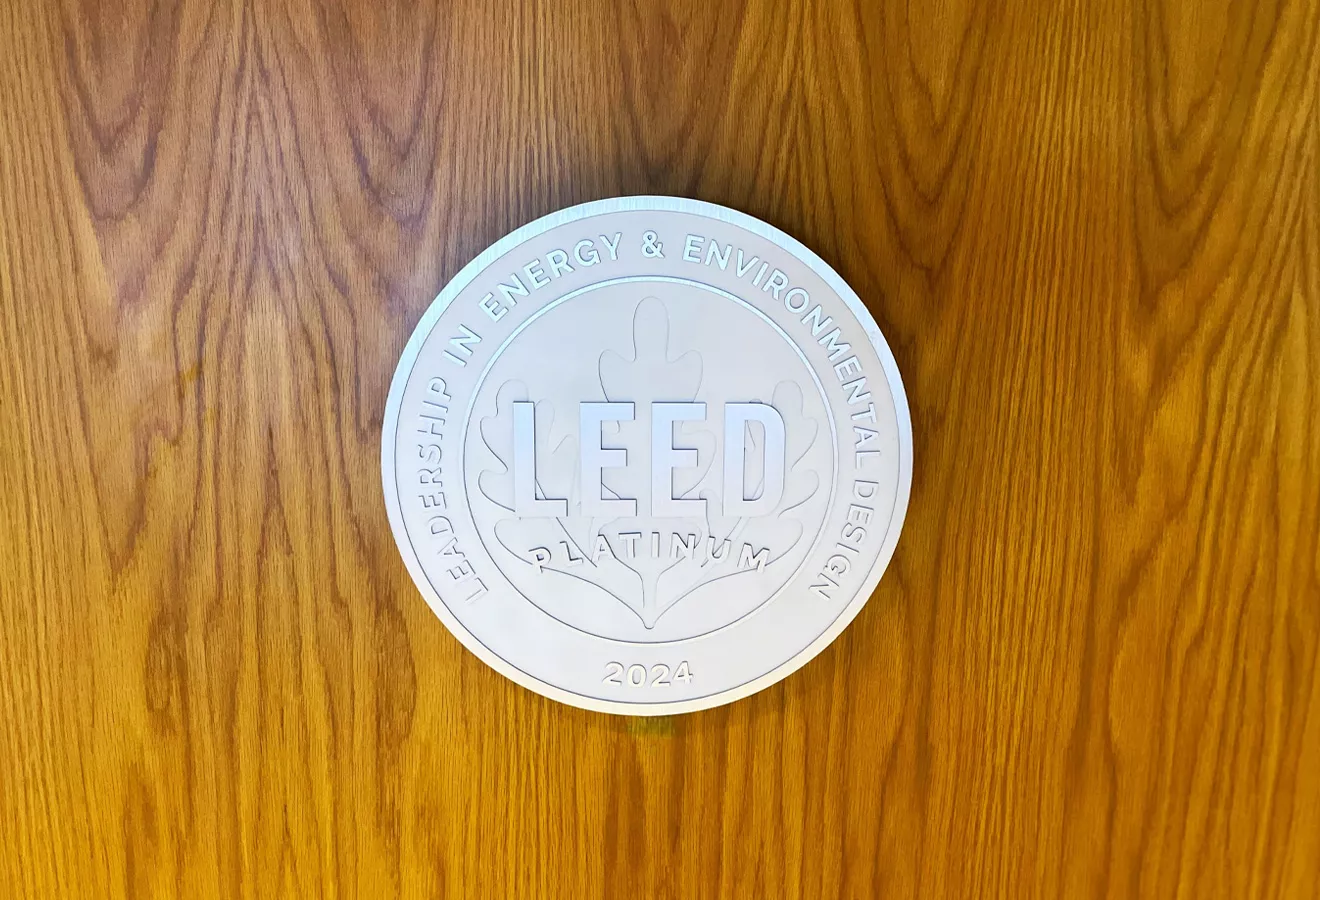 LEADERSHIP IN ENERGY & ENVIRONMENTAL DESIGN
LEED
PLATINUM
2024